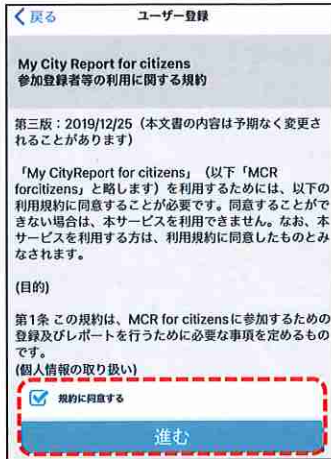 戻る
ユーザー登録
My City Report for citizens
参加登録者等の利用に関する規約
第三版：2019/12/25（本文書の内容は予期なく変更さ
れることがあります）
「My CityReport for citizens」（以下「MCR
forcitizens」と略します）を利用するためには、以下の
利用規約に同意することが必要です。同意することがで
きない場合は、本サービスを利用できません。なお、本
サービスを利用する方は、利用規約に同意したものとみ
なされます。
(目的)
第1条 この規約は、MCR for citizensに参加するための
登録及びレポートを行うために必要な事項を定めるもの
です。
(個人情報の取り扱い)
規約に同意する
進む